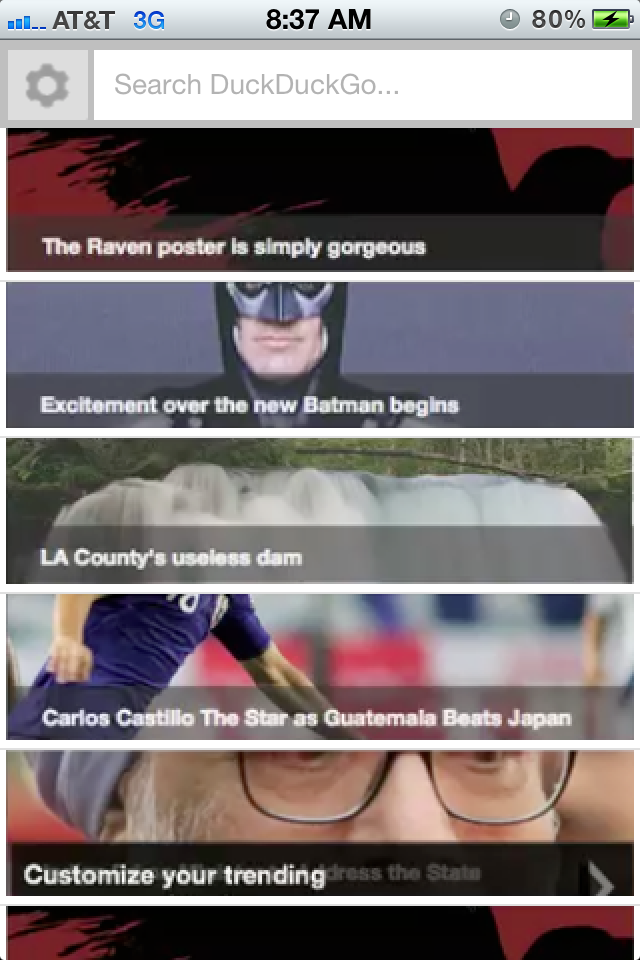 AT&T 3G 8:37 AM 80%
Search DuckDuckGo...
The Raven poster is simply gorgeous
Excitement over the new Batman begins
LA County's useless dam
Carlos Castillo The Star as Guatemala Beats Japan
Customize your trending
Address the State